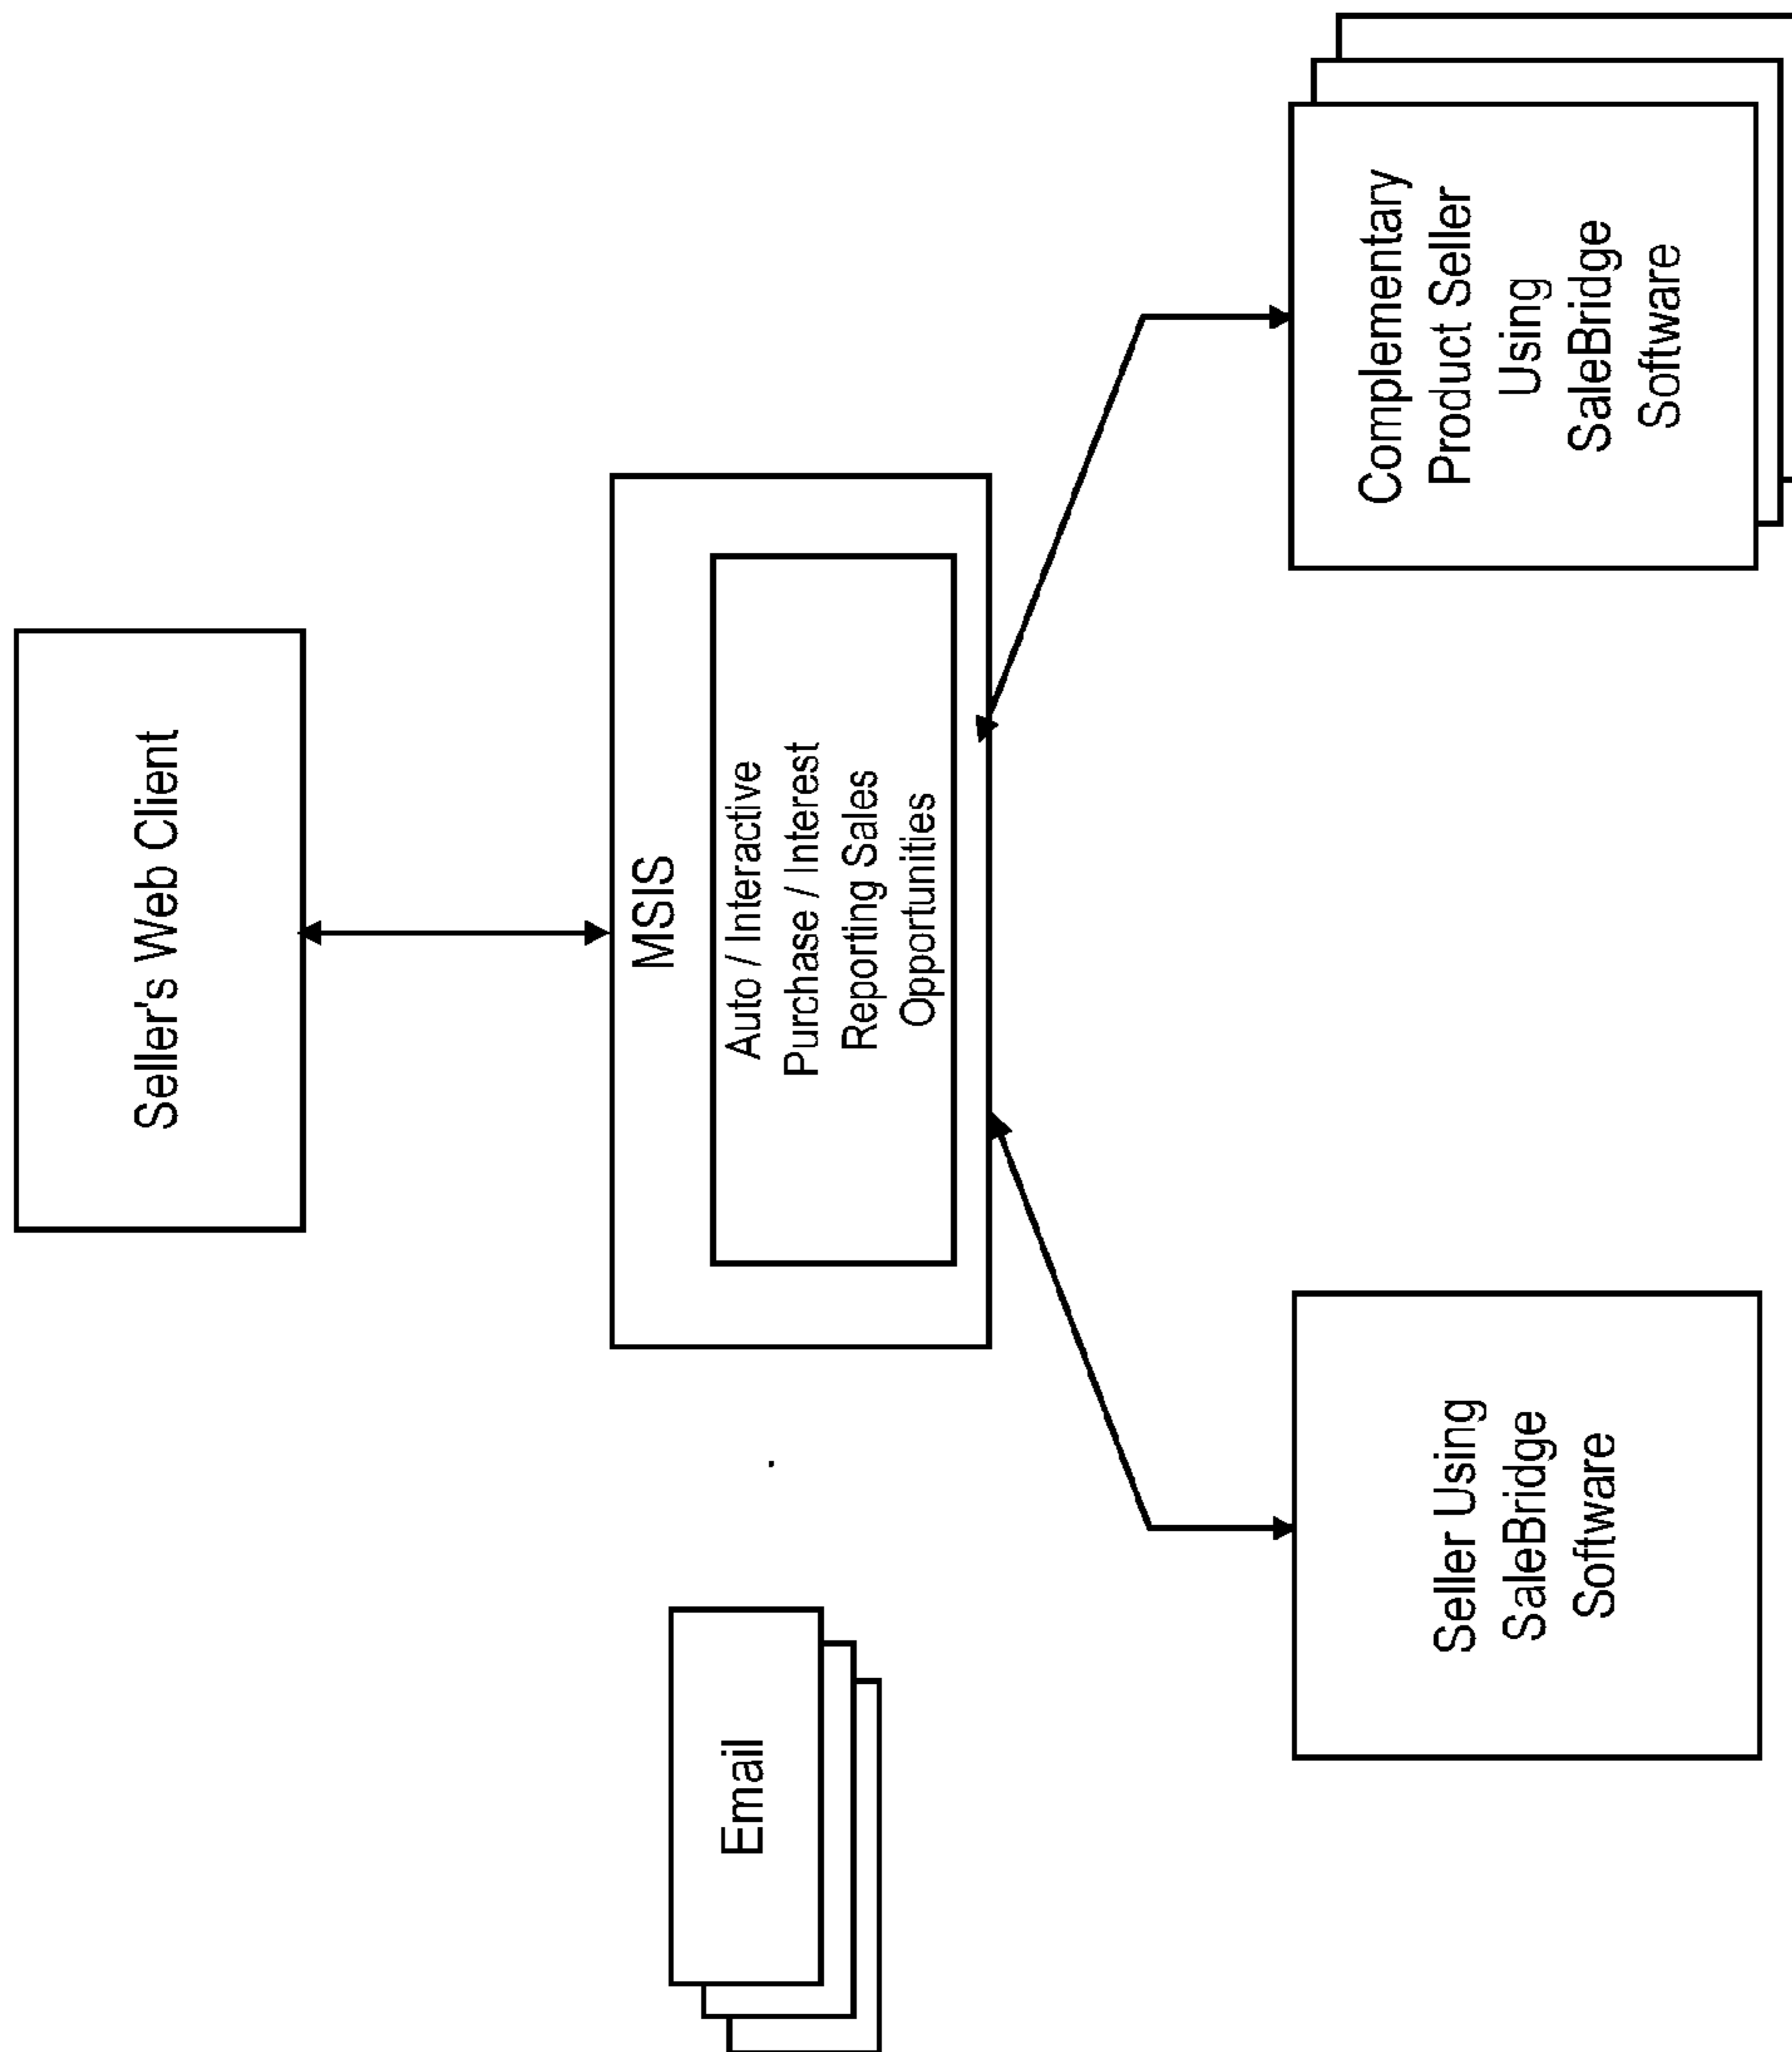 Seller's Web Client
MSIS
Auto / Interactive
Purchase / Interest
Reporting Sales
Opportunities
Email
Seller Using
SaleBridge
Software
Complementary
Product Seller
Using
SaleBridge
Software